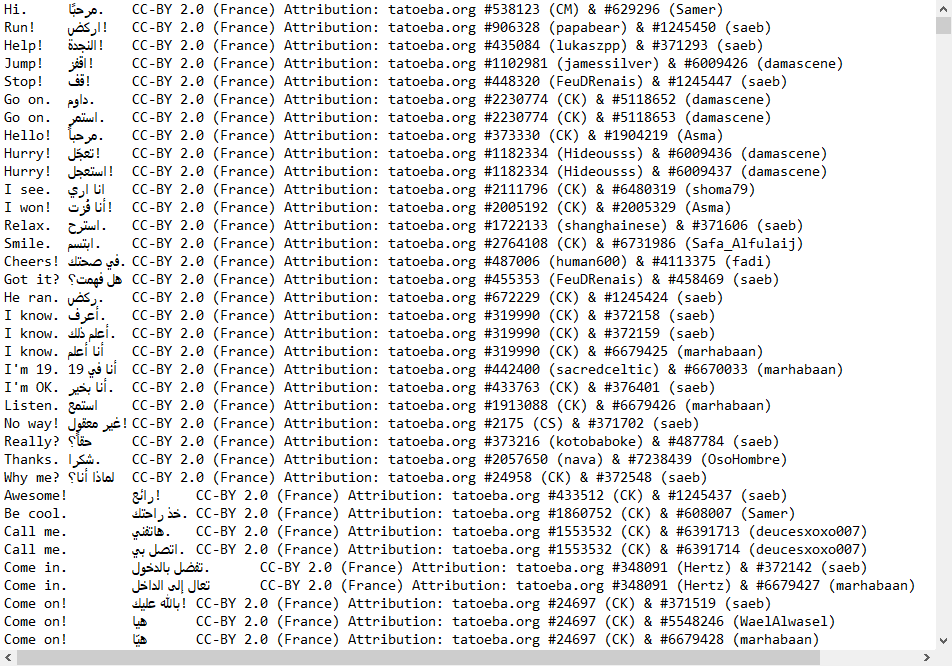 Hi.	مرحبًا.	CC-BY 2.0 (France) Attribution: tatoeba.org #538123 (CM) & #629296 (Samer)
Run!	اركض!	CC-BY 2.0 (France) Attribution: tatoeba.org #906328 (papabear) & #1245450 (saeb)
Help!	النجدة!	CC-BY 2.0 (France) Attribution: tatoeba.org #435084 (lukaszpp) & #371293 (saeb)
Jump!	اقفز!	CC-BY 2.0 (France) Attribution: tatoeba.org #1102981 (jamessilver) & #6009426 (damascene)
Stop!	قف!	CC-BY 2.0 (France) Attribution: tatoeba.org #448320 (FeuDRenais) & #1245447 (saeb)
Go on.	داوم.	CC-BY 2.0 (France) Attribution: tatoeba.org #2230774 (CK) & #5118652 (damascene)
Go on.	استمر.	CC-BY 2.0 (France) Attribution: tatoeba.org #2230774 (CK) & #5118653 (damascene)
Hello!	مرحباً.	CC-BY 2.0 (France) Attribution: tatoeba.org #373330 (CK) & #1904219 (Asma)
Hurry!	تعجّل!	CC-BY 2.0 (France) Attribution: tatoeba.org #1182334 (Hideousss) & #6009436 (damascene)
Hurry!	استعجل!	CC-BY 2.0 (France) Attribution: tatoeba.org #1182334 (Hideousss) & #6009437 (damascene)
I see.	انا اري	CC-BY 2.0 (France) Attribution: tatoeba.org #2111796 (CK) & #6480319 (shoma79)
I won!	أنا فُزت!	CC-BY 2.0 (France) Attribution: tatoeba.org #2005192 (CK) & #2005329 (Asma)
Relax.	استرح.	CC-BY 2.0 (France) Attribution: tatoeba.org #1722133 (shanghainese) & #371606 (saeb)
Smile.	ابتسم.	CC-BY 2.0 (France) Attribution: tatoeba.org #2764108 (CK) & #6731986 (Safa_Alfulaij)
Cheers!	في صحتك.	CC-BY 2.0 (France) Attribution: tatoeba.org #487006 (human600) & #4113375 (fadi)
Got it?	هل فهمت؟	CC-BY 2.0 (France) Attribution: tatoeba.org #455353 (FeuDRenais) & #458469 (saeb)
He ran.	ركض.	CC-BY 2.0 (France) Attribution: tatoeba.org #672229 (CK) & #1245424 (saeb)
I know.	أعرف.	CC-BY 2.0 (France) Attribution: tatoeba.org #319990 (CK) & #372158 (saeb)
I know.	أعلم ذلك.	CC-BY 2.0 (France) Attribution: tatoeba.org #319990 (CK) & #372159 (saeb)
I know.	أنا أعلم	CC-BY 2.0 (France) Attribution: tatoeba.org #319990 (CK) & #6679425 (marhabaan)
I'm 19.	أنا في 19	CC-BY 2.0 (France) Attribution: tatoeba.org #442400 (sacredceltic) & #6670033 (marhabaan)
I'm OK.	أنا بخير.	CC-BY 2.0 (France) Attribution: tatoeba.org #433763 (CK) & #376401 (saeb)
Listen.	استمع	CC-BY 2.0 (France) Attribution: tatoeba.org #1913088 (CK) & #6679426 (marhabaan)
No way!	غير معقول!	CC-BY 2.0 (France) Attribution: tatoeba.org #2175 (CS) & #371702 (saeb)
Really?	حقاً؟	CC-BY 2.0 (France) Attribution: tatoeba.org #373216 (kotobaboke) & #487784 (saeb)
Thanks.	شكرا.	CC-BY 2.0 (France) Attribution: tatoeba.org #2057650 (nava) & #7238439 (OsoHombre)
Why me?	لماذا أنا؟	CC-BY 2.0 (France) Attribution: tatoeba.org #24958 (CK) & #372548 (saeb)
Awesome!	رائع!	CC-BY 2.0 (France) Attribution: tatoeba.org #433512 (CK) & #1245437 (saeb)
Be cool.	خذ راحتك.	CC-BY 2.0 (France) Attribution: tatoeba.org #1860752 (CK) & #608007 (Samer)
Call me.	هاتفني.	CC-BY 2.0 (France) Attribution: tatoeba.org #1553532 (CK) & #6391713 (deucesxoxo007)
Call me.	اتصل بي.	CC-BY 2.0 (France) Attribution: tatoeba.org #1553532 (CK) & #6391714 (deucesxoxo007)
Come in.	تفضل بالدخول.	CC-BY 2.0 (France) Attribution: tatoeba.org #348091 (Hertz) & #372142 (saeb)
Come in.	تعال إلى الداخل	CC-BY 2.0 (France) Attribution: tatoeba.org #348091 (Hertz) & #6679427 (marhabaan)
Come on!	بالله عليك!	CC-BY 2.0 (France) Attribution: tatoeba.org #24697 (CK) & #371519 (saeb)
Come on!	هيا	CC-BY 2.0 (France) Attribution: tatoeba.org #24697 (CK) & #5548246 (WaelAlwasel)
Come on!	هيّا	CC-BY 2.0 (France) Attribution: tatoeba.org #24697 (CK) & #6679428 (marhabaan)